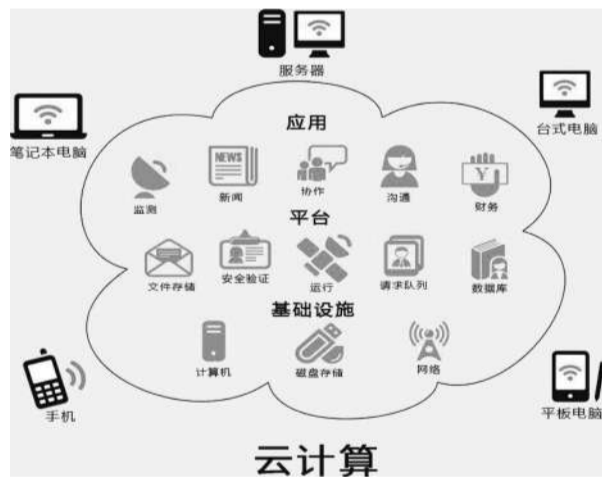 服务器
笔记本电脑
台式电脑
应用
监测
NEWS
新闻
协作
沟通
¥
财务
平台
文件存储
安全验证
运行
请求队列
数据库
基础设施
计算机
磁盘存储
网络
手机
平板电脑
云计算